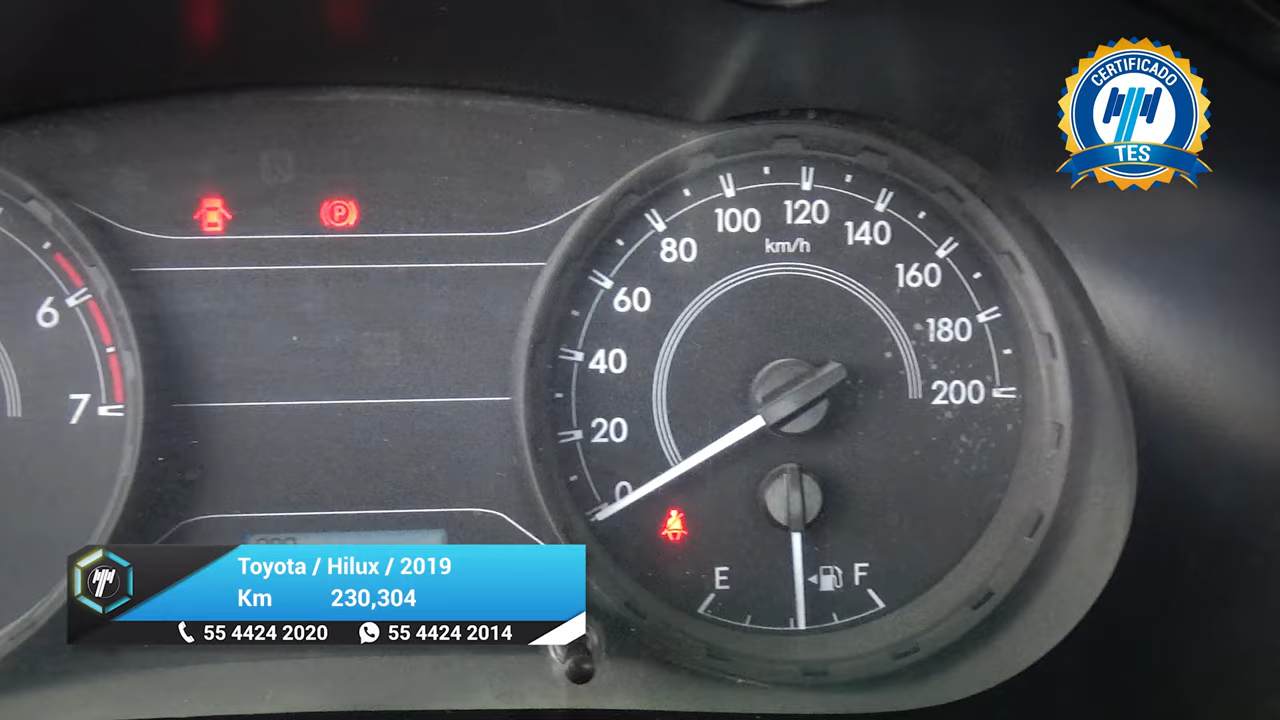 CERTIFICADO
TES
P
6
7
0
20
40
60
80
100
120
140
160
180
200
km/h
E
F
Toyota / Hilux / 2019
Km 230,304
55 4424 2020 55 4424 2014